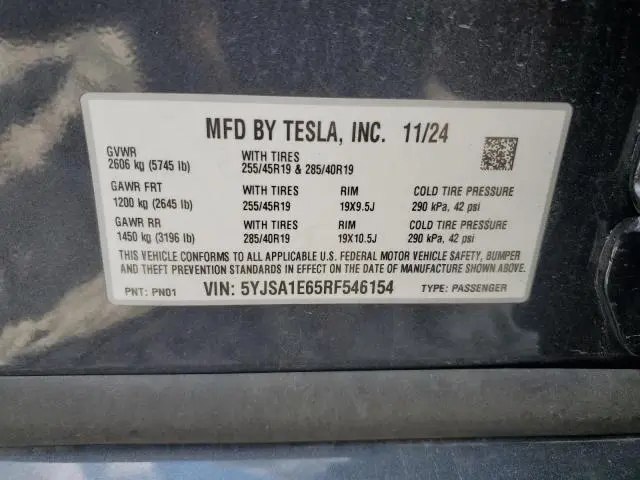 MFD BY TESLA, INC. 11/24
GVWR WITH TIRES
2606 kg (5745 lb) 255/45R19 & 285/40R19
GAWR FRT WITH TIRES RIM COLD TIRE PRESSURE
1200 kg (2645 lb) 255/45R19 19X9.5J 290 kPa, 42 psi
GAWR RR WITH TIRES RIM COLD TIRE PRESSURE
1450 kg (3196 lb) 285/40R19 19X10.5J 290 kPa, 42 psi
THIS VEHICLE CONFORMS TO ALL APPLICABLE U.S. FEDERAL MOTOR VEHICLE SAFETY, BUMPER
AND THEFT PREVENTION STANDARDS IN EFFECT ON THE DATE OF MANUFACTURE SHOWN ABOVE.
PNT: PN01 VIN: 5YJSA1E65RF546154 TYPE: PASSENGER